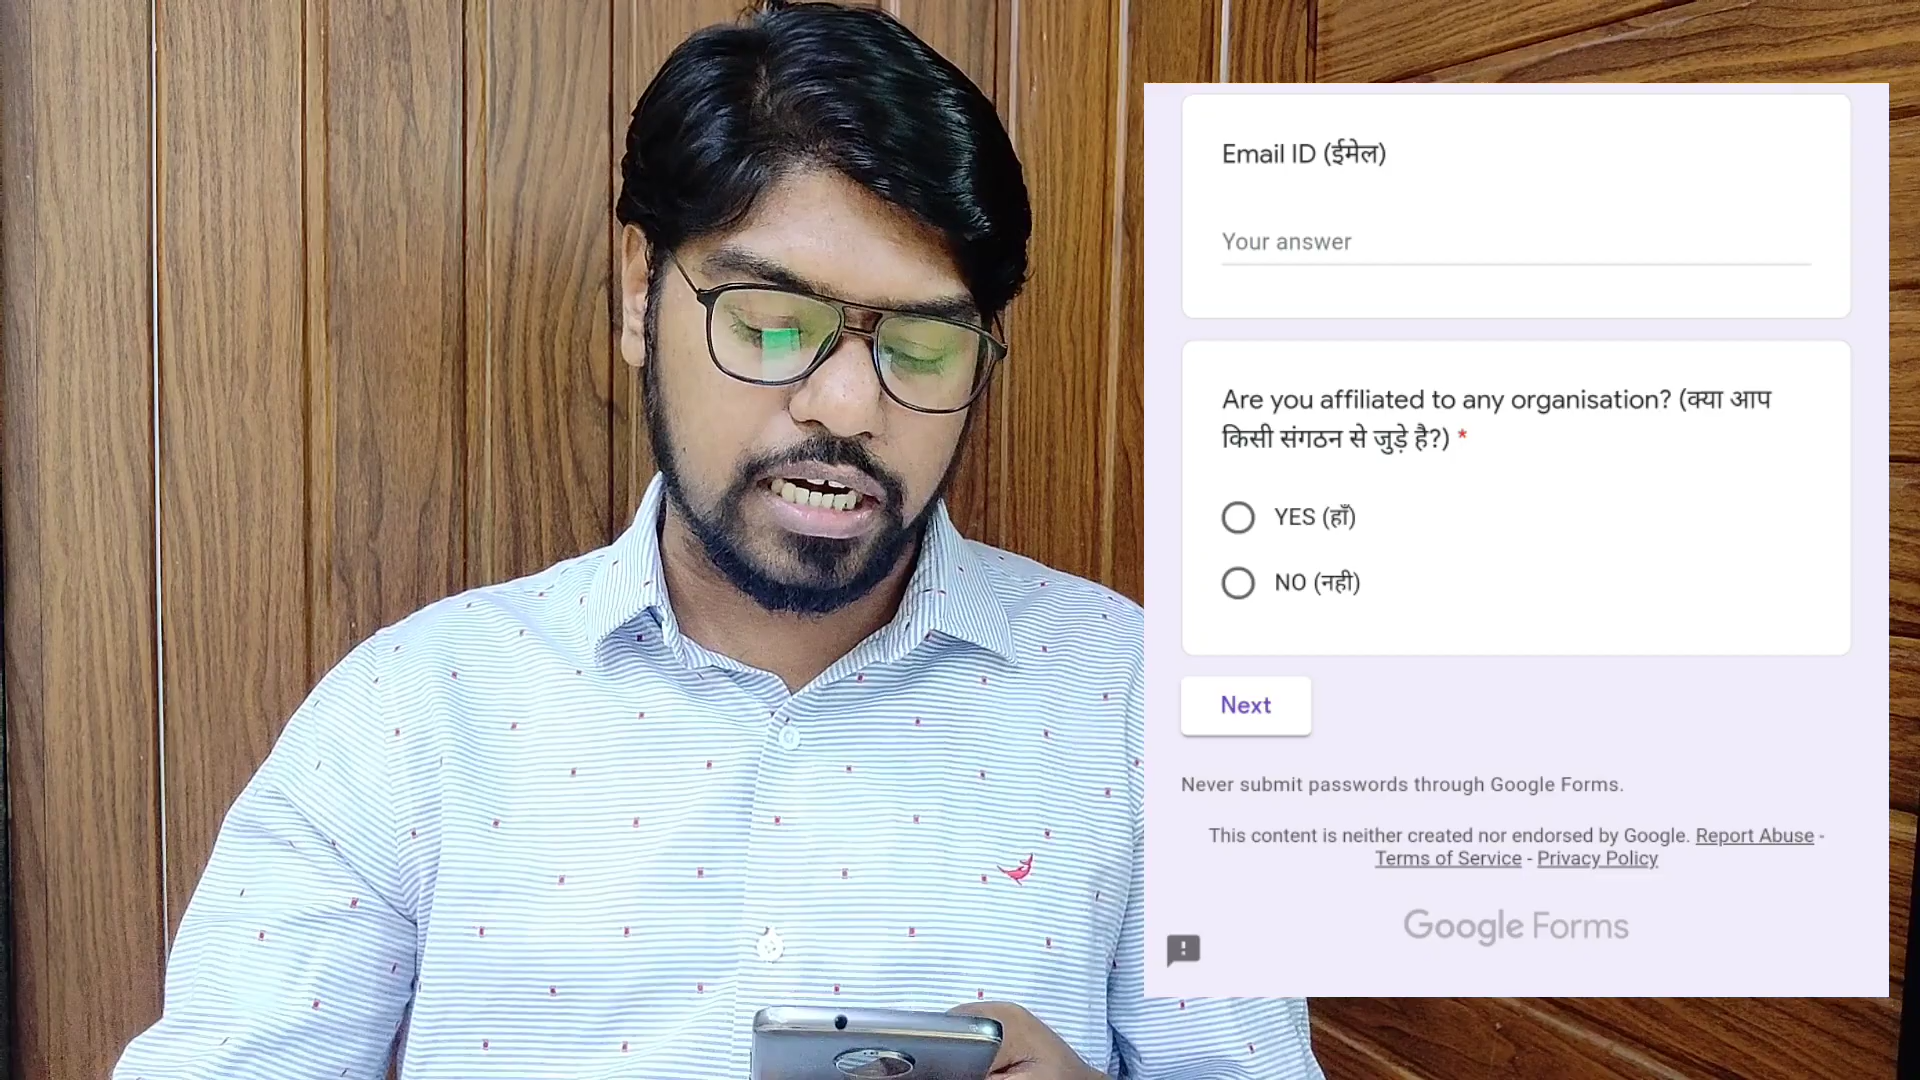 Email ID (ईमेल)
Your answer
Are you affiliated to any organisation? (क्या आप
किसी संगठन से जुड़े है?) *
YES (हाँ)
NO (नही)
Next
Never submit passwords through Google Forms.
This content is neither created nor endorsed by Google. Report Abuse -
Terms of Service - Privacy Policy
Google Forms